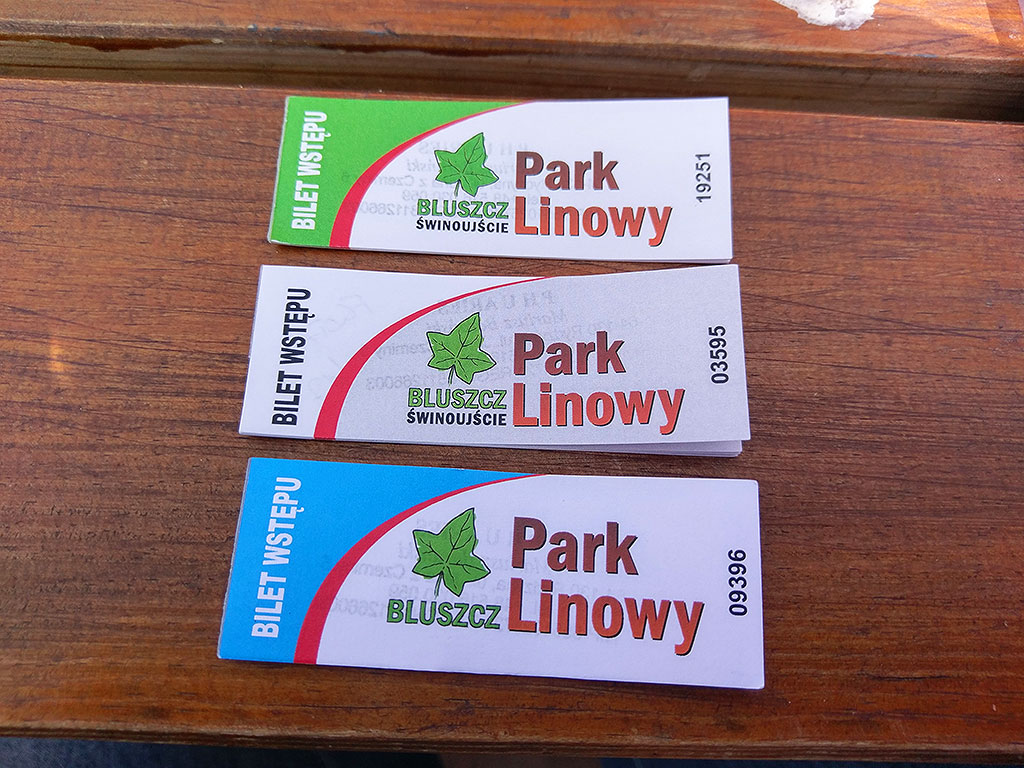 BILET WSTĘPU
BLUSZCZ
ŚWINOUJŚCIE
Park
Linowy
19251
BILET WSTĘPU
BLUSZCZ
ŚWINOUJŚCIE
Park
Linowy
03595
BILET WSTĘPU
BLUSZCZ
Park
Linowy
09396